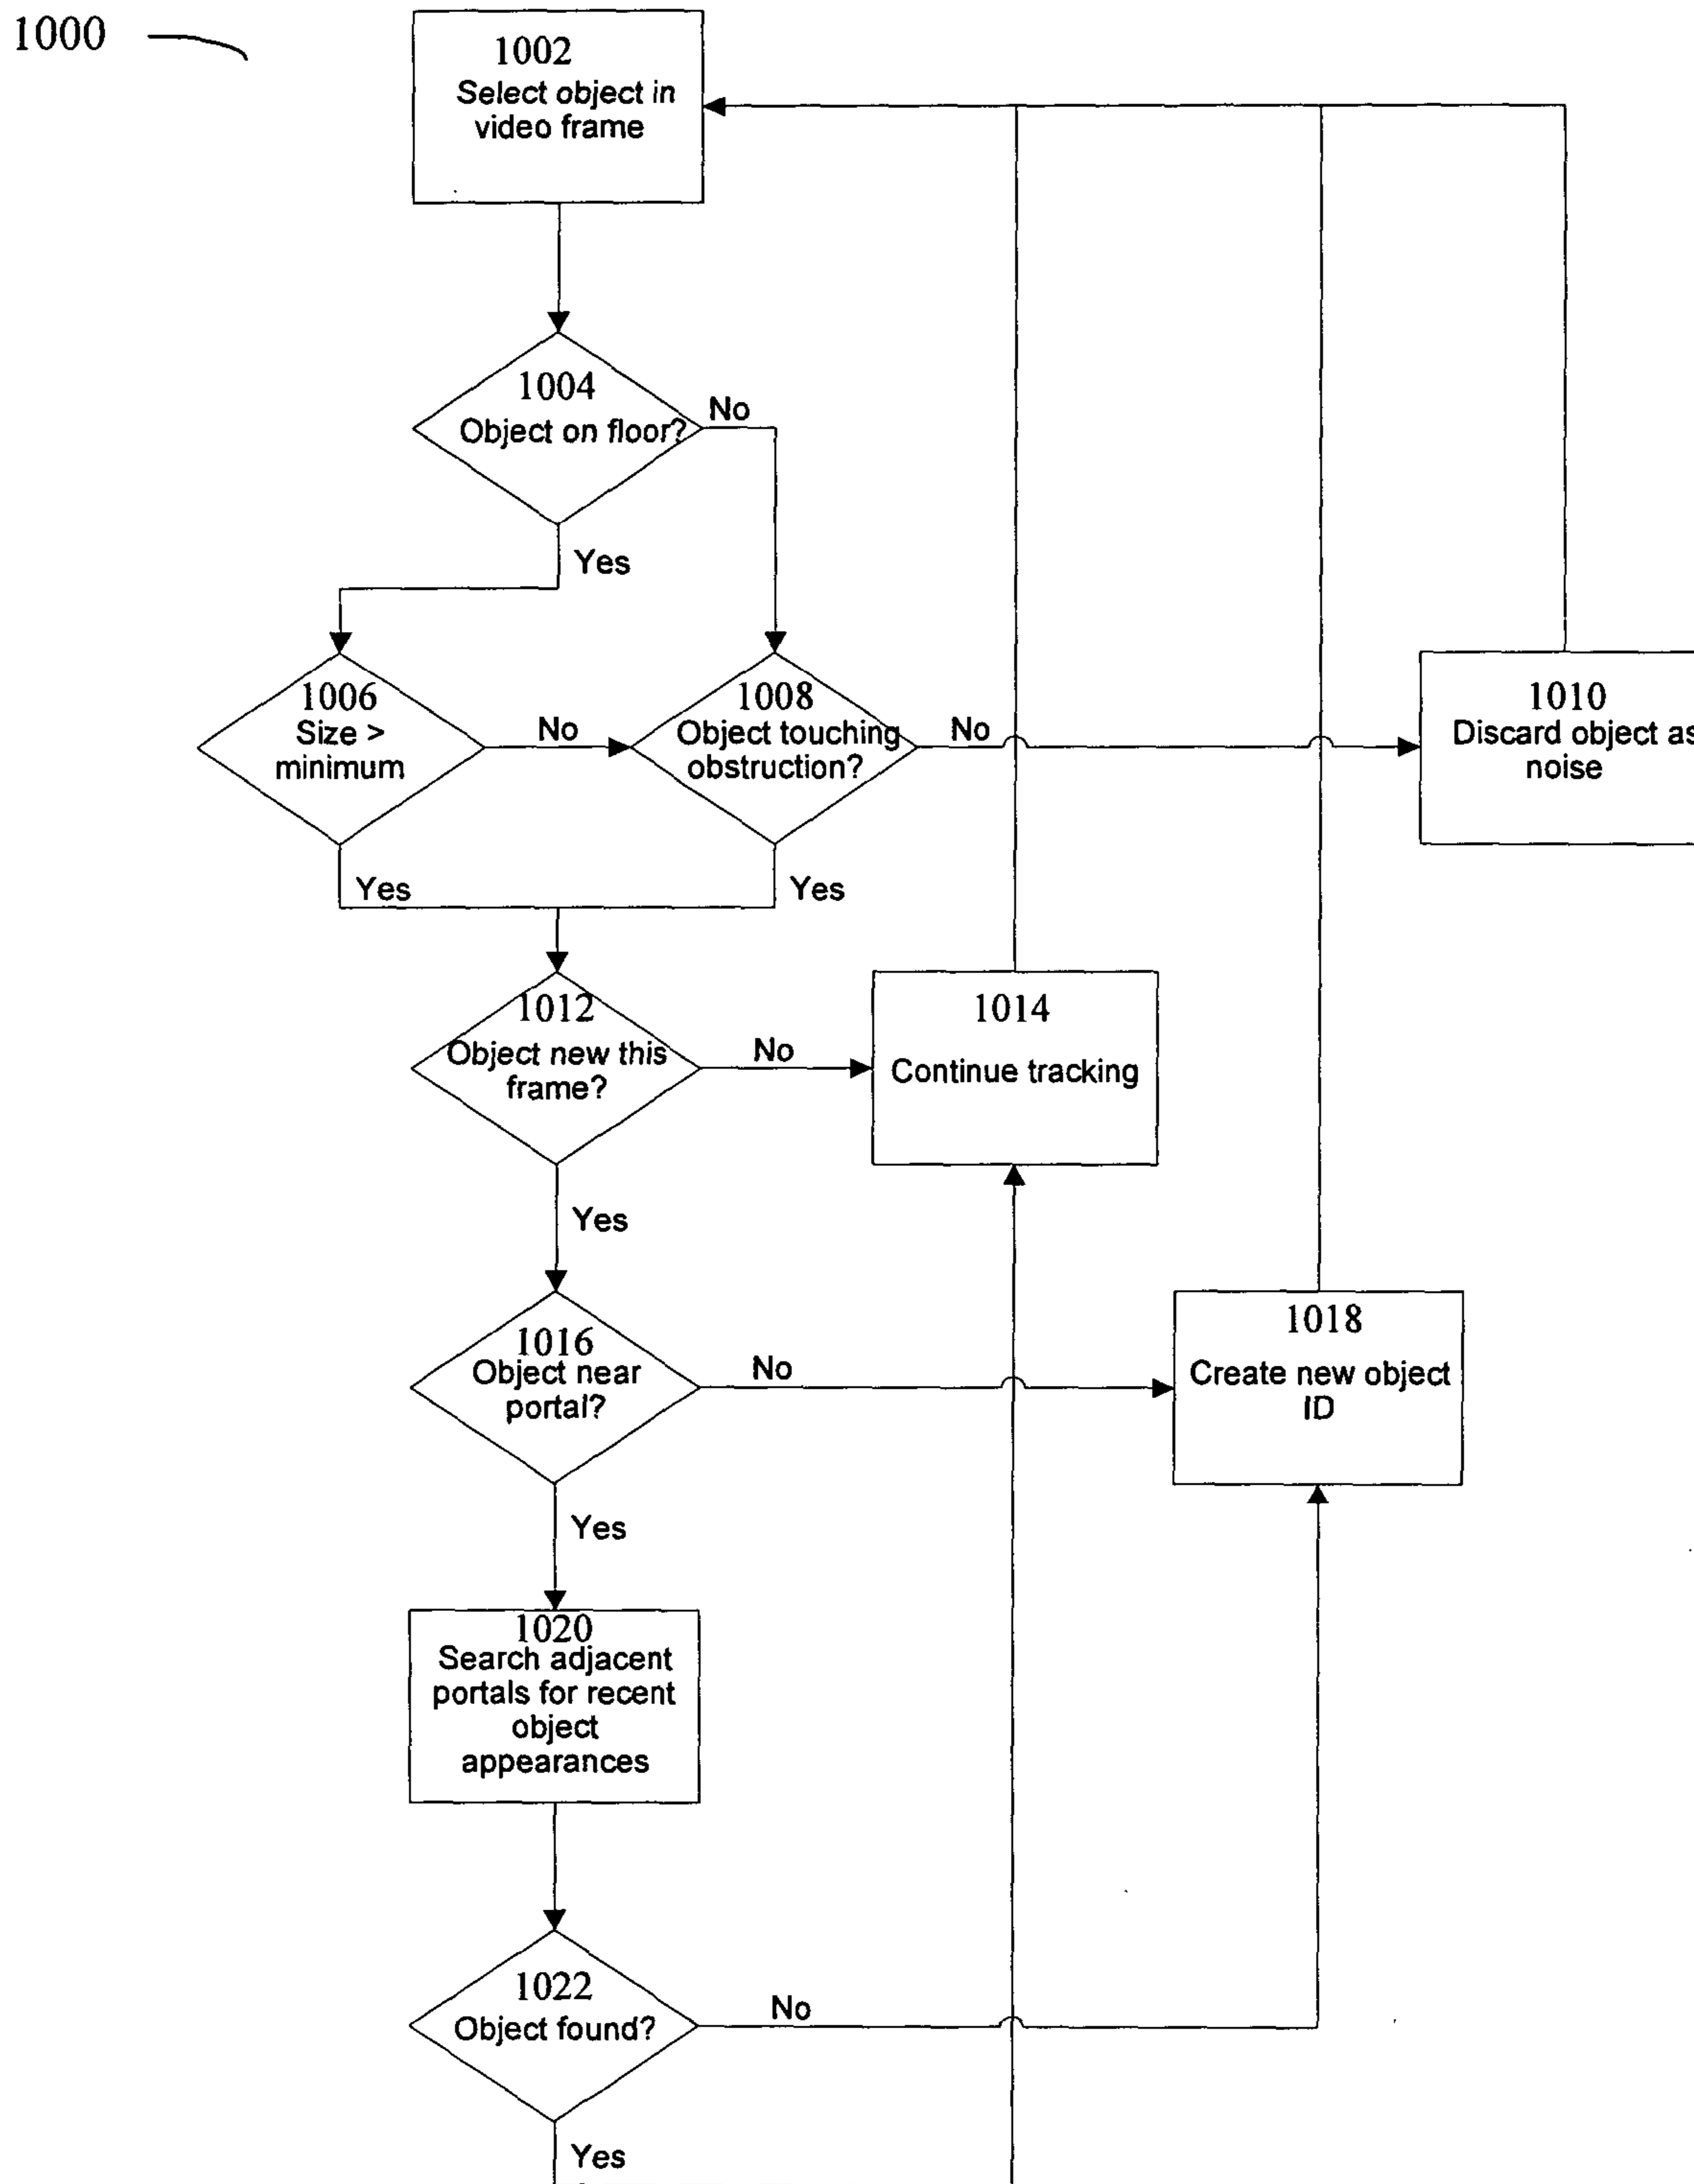 1000
1002
Select object in
video frame
1004
Object on floor?
No
Yes
1006
Size >
minimum
No
1008
Object touching
obstruction?
No
1010
Discard object as
noise
Yes
Yes
1012
Object new this
frame?
No
1014
Continue tracking
Yes
1016
Object near
portal?
No
1018
Create new object
ID
Yes
1020
Search adjacent
portals for recent
object
appearances
1022
Object found?
No
Yes